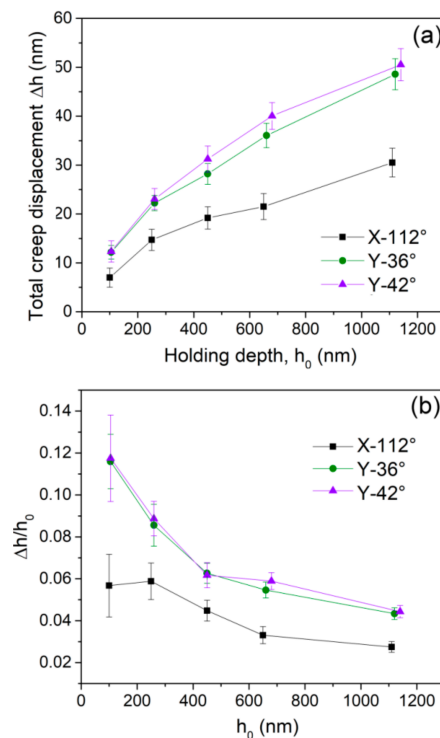 (a)
Total creep displacement Δh (nm)
60
50
40
30
20
10
0
X-112°
Y-36°
Y-42°
0 200 400 600 800 1000 1200
Holding depth, h₀ (nm)
(b)
Δh/h₀
0.14
0.12
0.10
0.08
0.06
0.04
0.02
X-112°
Y-36°
Y-42°
0 200 400 600 800 1000 1200
h₀ (nm)